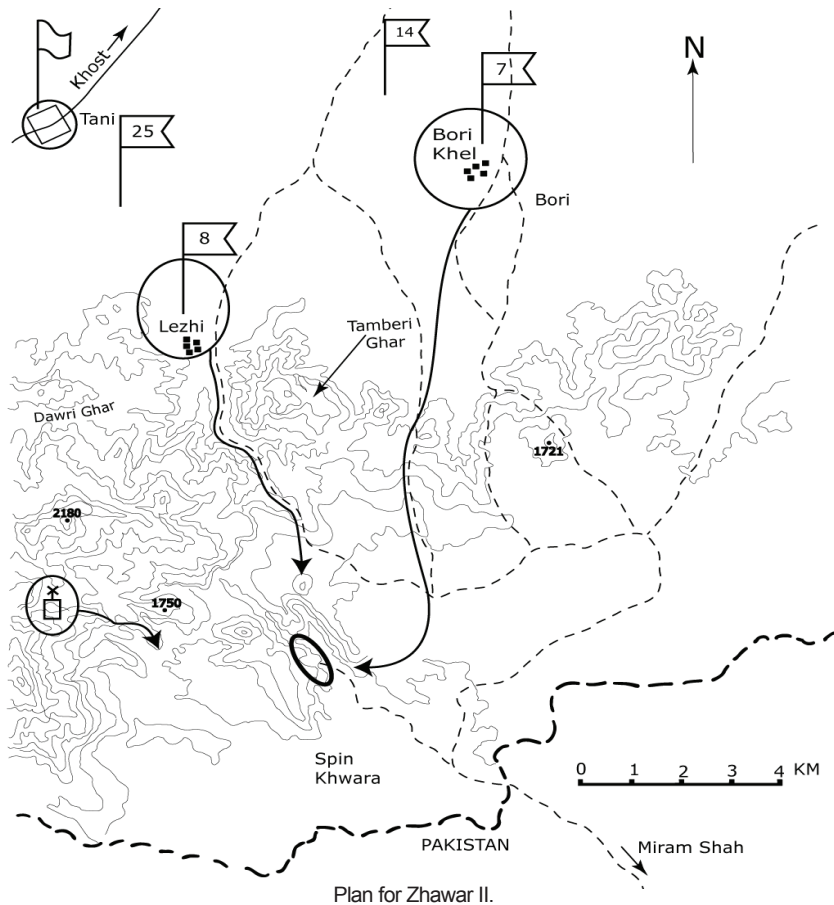 14
N
7
Khost
Tani
25
Bori
Khel
Bori
8
Lezhi
Tamberi
Ghar
Dawri Ghar
1721
2180
1750
Spin
Khwara
0 1 2 3 4 KM
PAKISTAN
Miram Shah
Plan for Zhawar II.